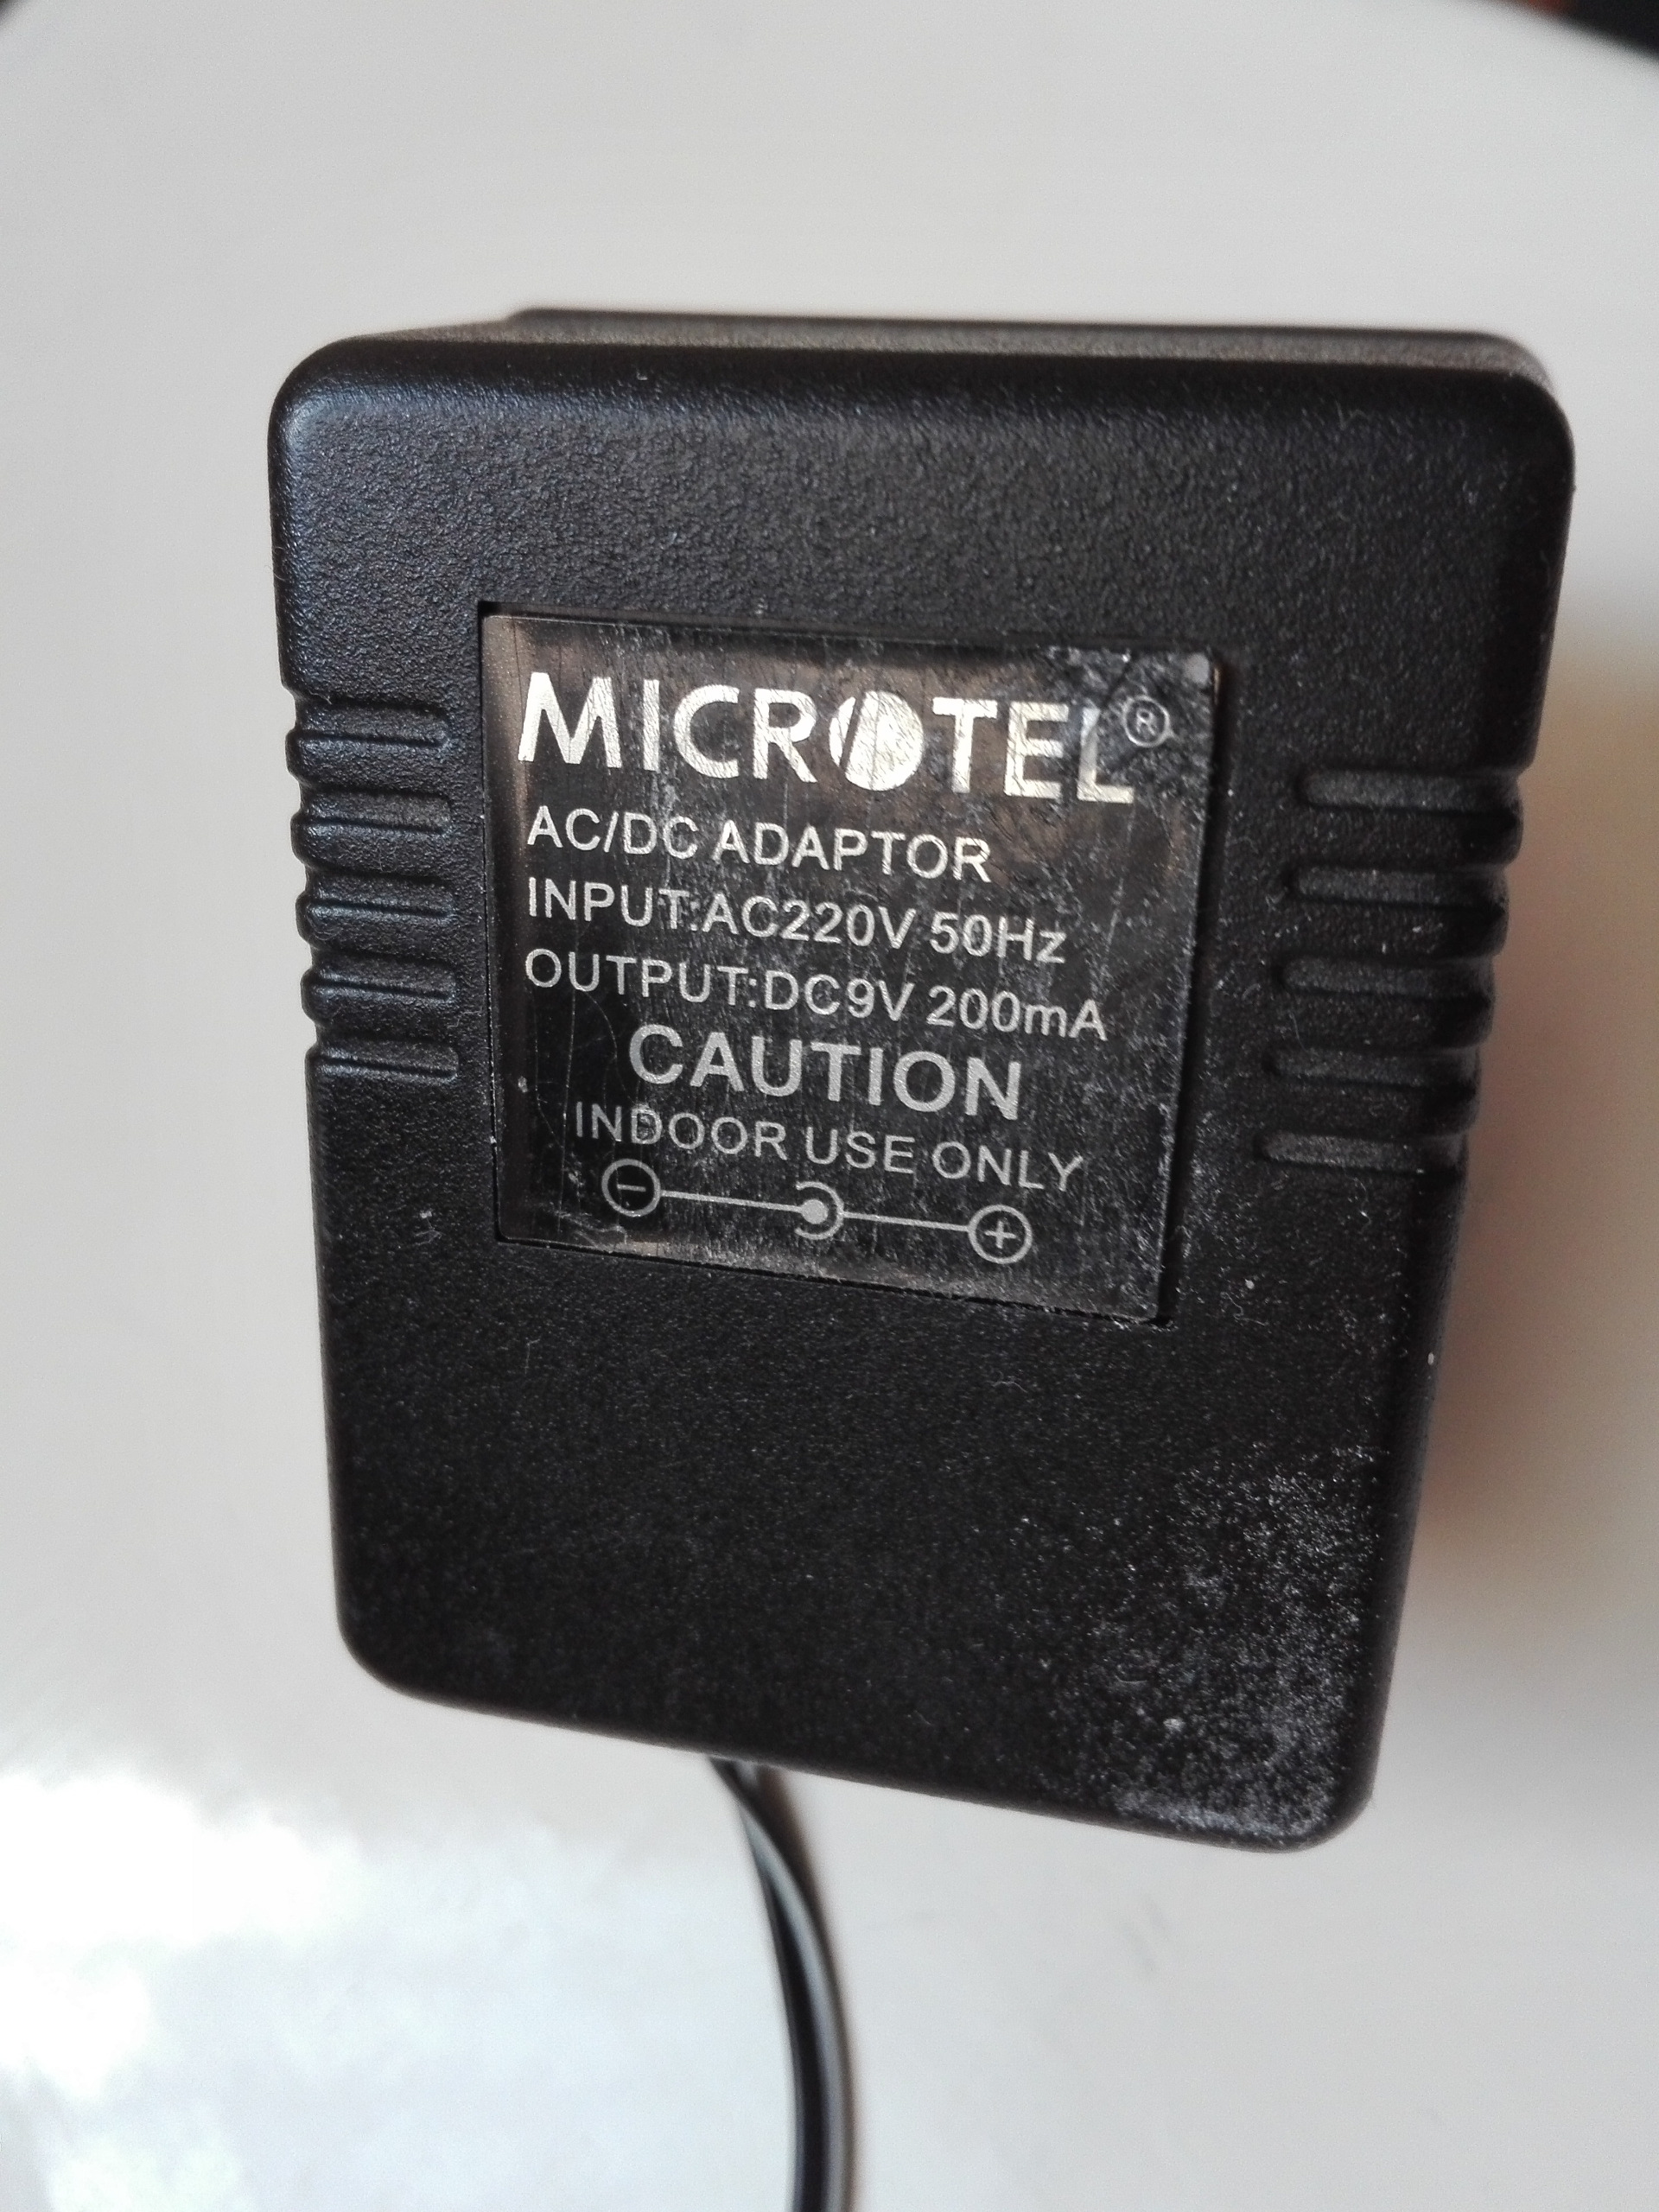 MICROTEL®
AC/DC ADAPTOR
INPUT:AC220V 50Hz
OUTPUT:DC9V 200mA
CAUTION
INDOOR USE ONLY
− +